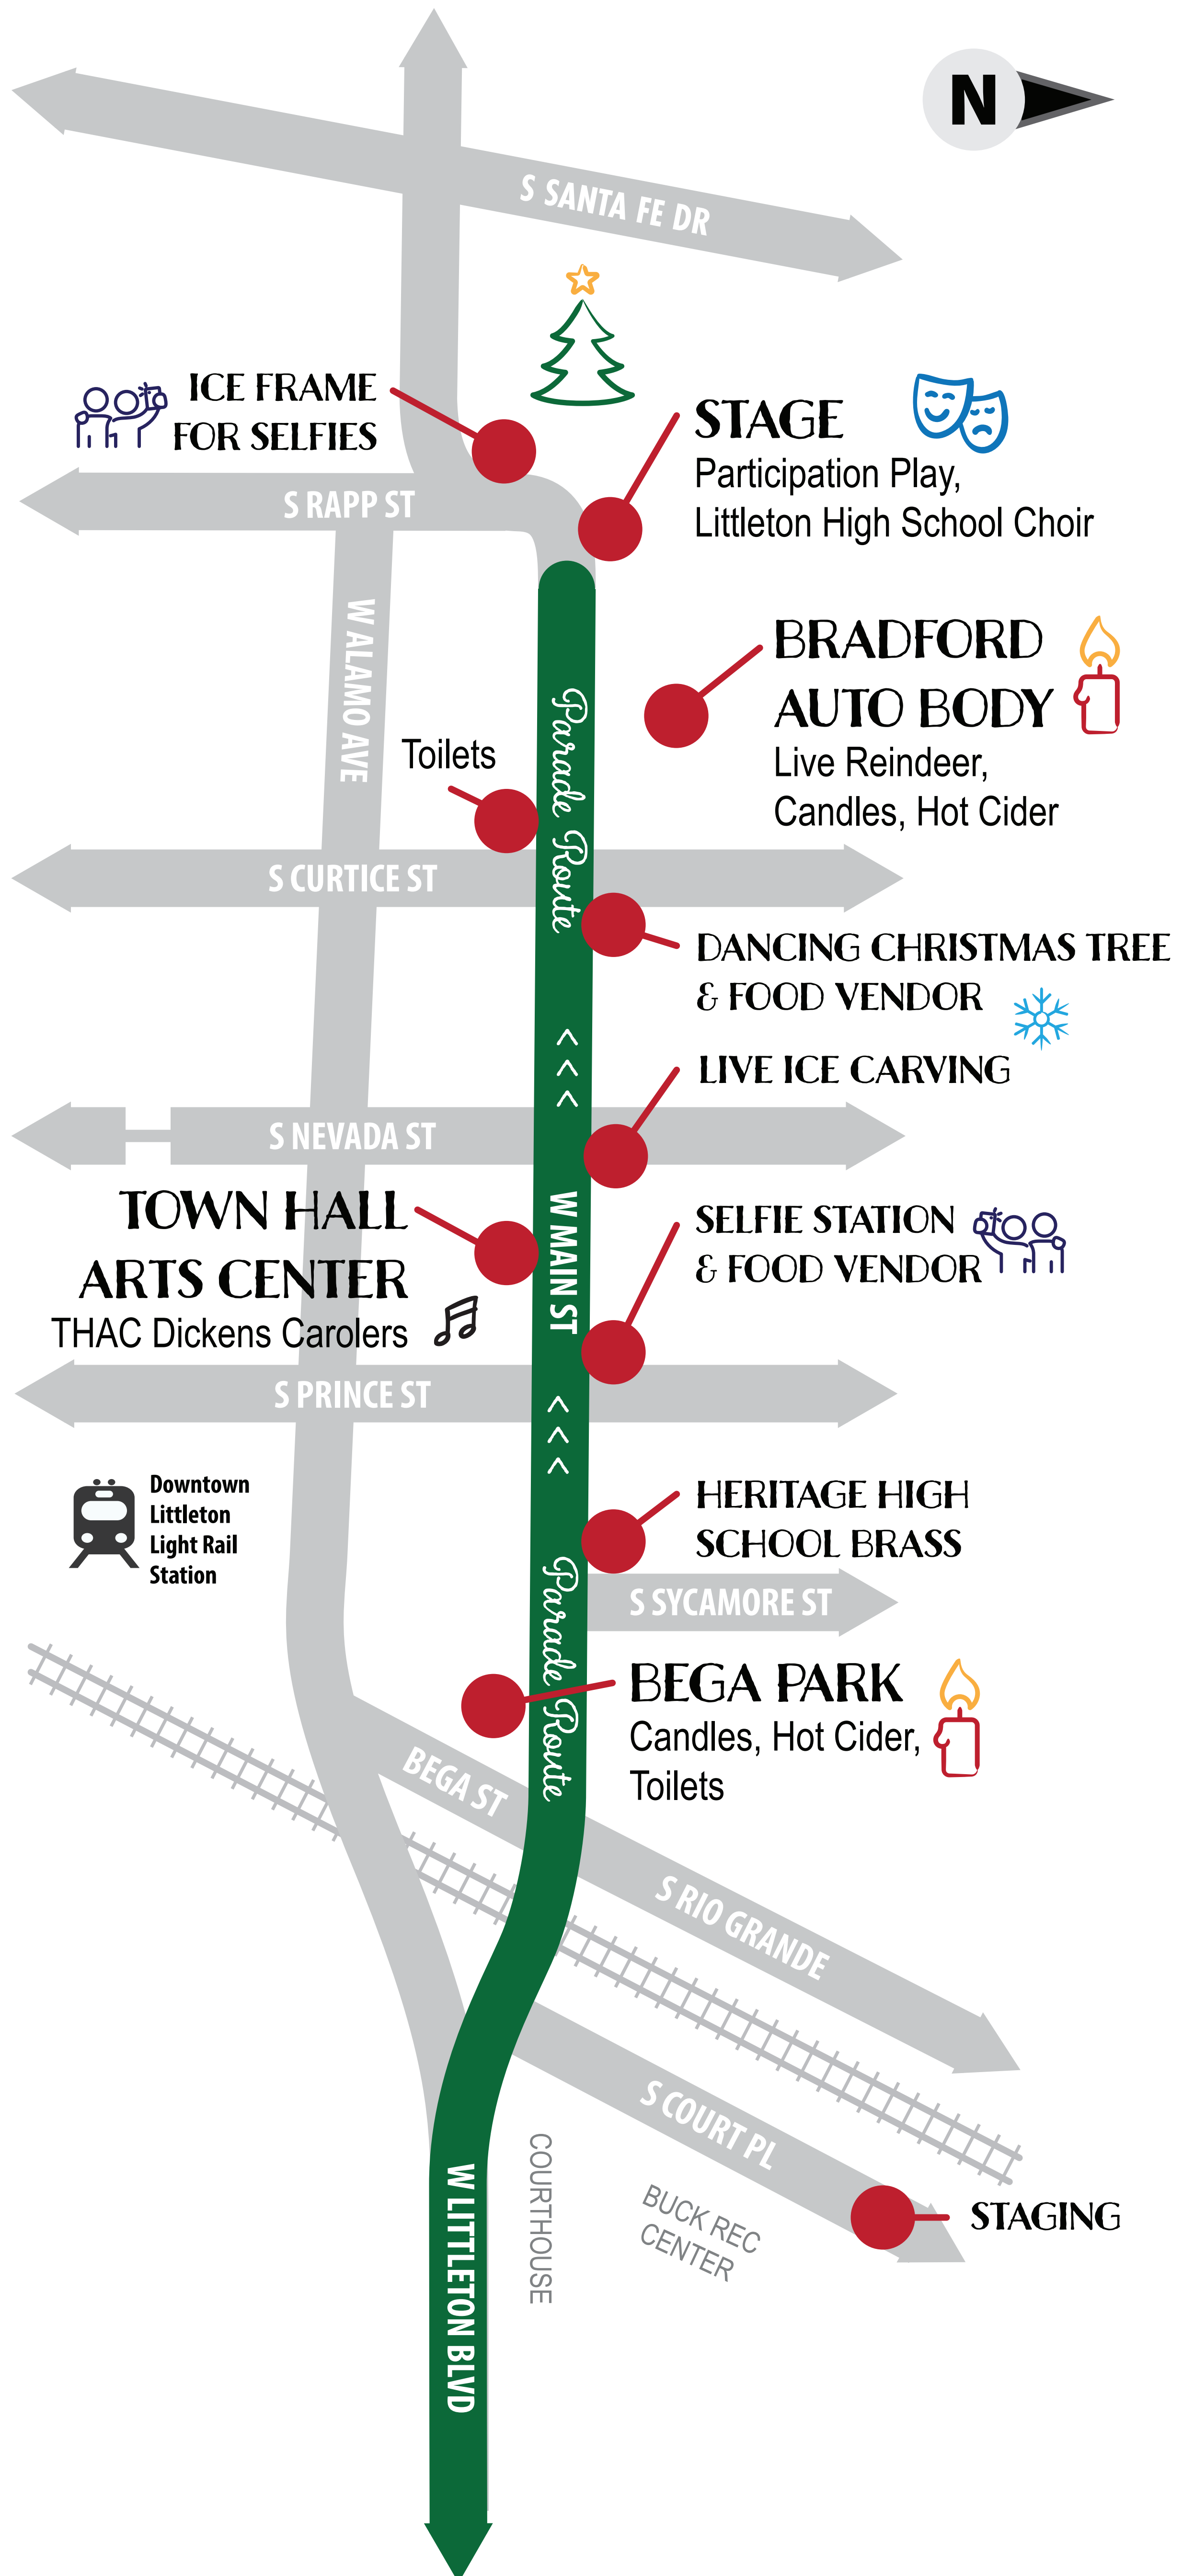 N
S SANTA FE DR
ICE FRAME
FOR SELFIES
STAGE
Participation Play,
Littleton High School Choir
S RAPP ST
W ALAMO AVE
BRADFORD
AUTO BODY
Live Reindeer,
Candles, Hot Cider
Parade Route
Toilets
S CURTICE ST
DANCING CHRISTMAS TREE
& FOOD VENDOR
< < <
LIVE ICE CARVING
S NEVADA ST
TOWN HALL
ARTS CENTER
THAC Dickens Carolers
W MAIN ST
SELFIE STATION
& FOOD VENDOR
S PRINCE ST
< < <
Downtown
Littleton
Light Rail
Station
HERITAGE HIGH
SCHOOL BRASS
S SYCAMORE ST
Parade Route
BEGA PARK
Candles, Hot Cider,
Toilets
BEGA ST
S RIO GRANDE
S COURT PL
COURTHOUSE
BUCK REC
CENTER
STAGING
W LITTLETON BLVD